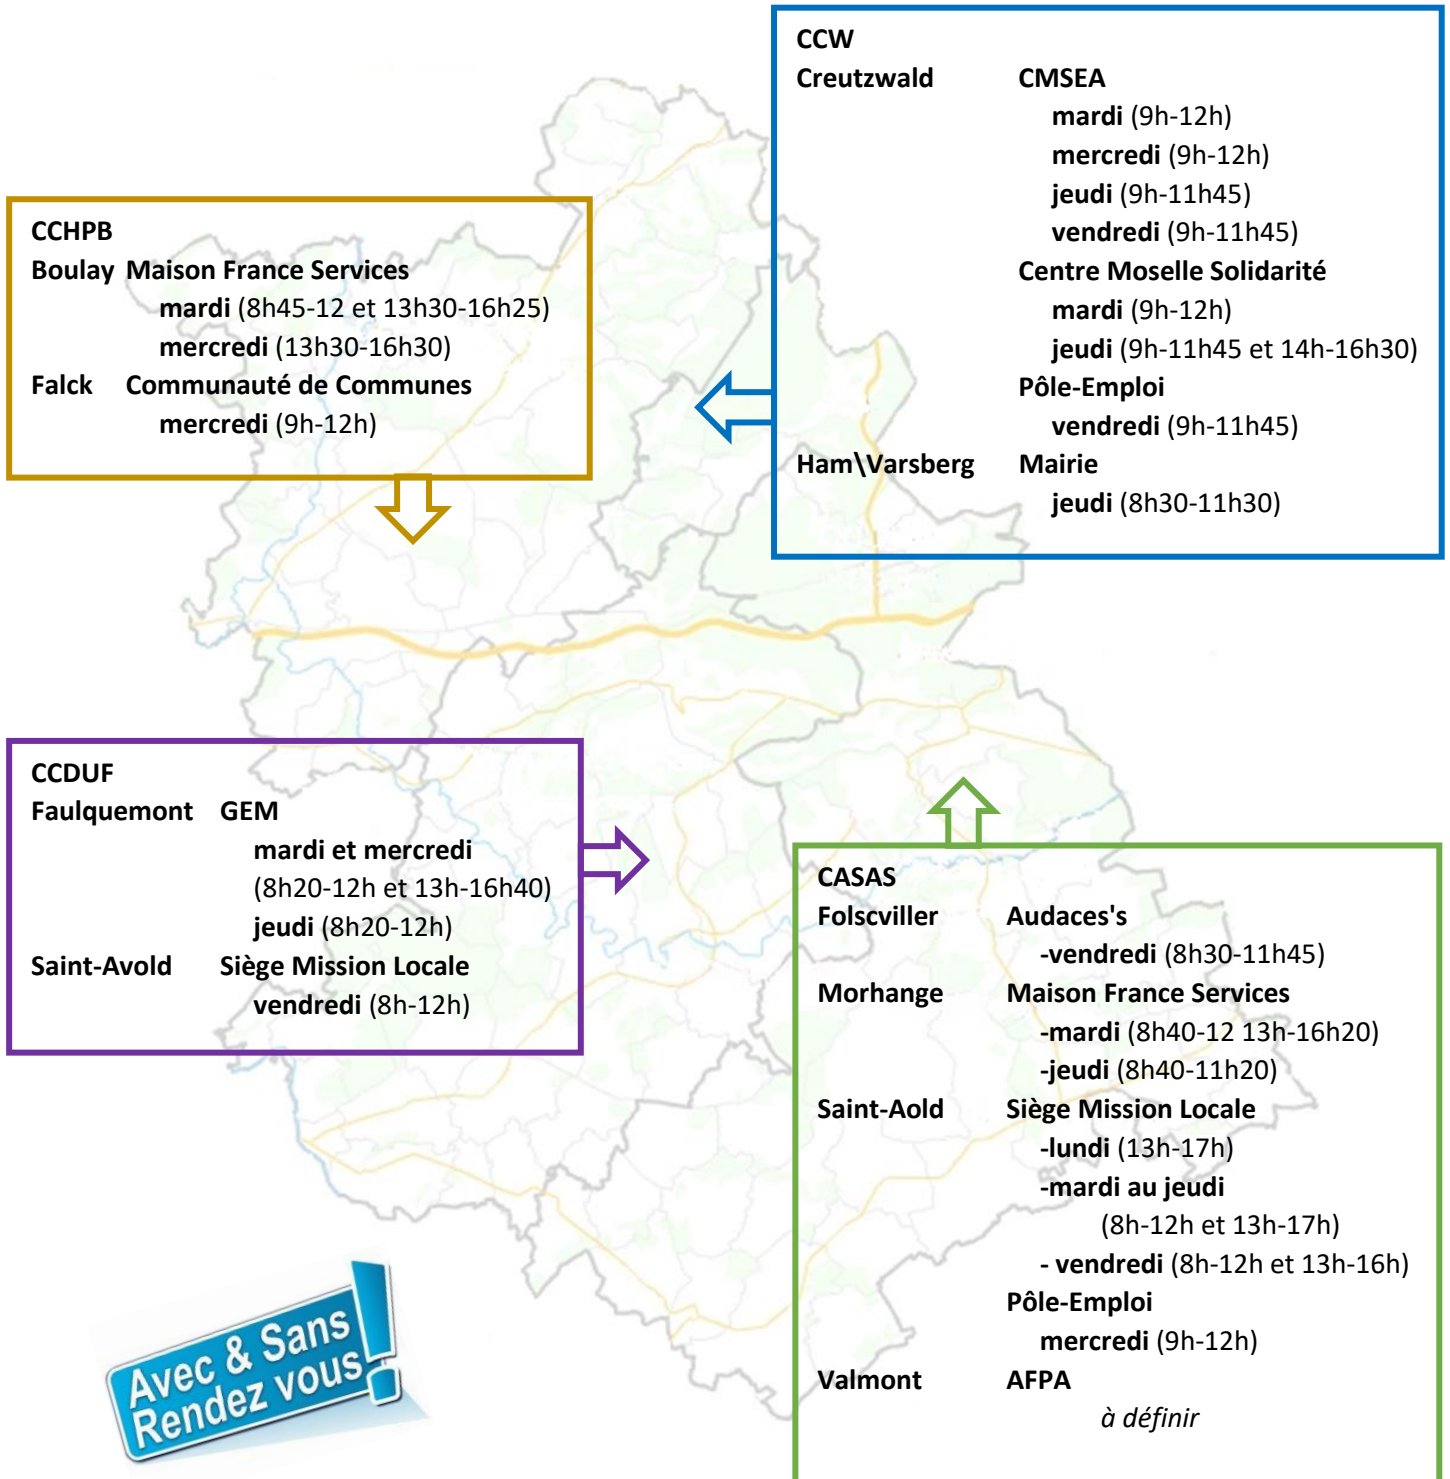 CCW
Creutzwald CMSEA
mardi (9h-12h)
mercredi (9h-12h)
jeudi (9h-11h45)
vendredi (9h-11h45)
Centre Moselle Solidarité
mardi (9h-12h)
jeudi (9h-11h45 et 14h-16h30)
Pôle-Emploi
vendredi (9h-11h45)
Ham\Varsberg Mairie
jeudi (8h30-11h30)
CCHPB
Boulay Maison France Services
mardi (8h45-12 et 13h30-16h25)
mercredi (13h30-16h30)
Falck Communauté de Communes
mercredi (9h-12h)
CCDUF
Faulquemont GEM
mardi et mercredi
(8h20-12h et 13h-16h40)
jeudi (8h20-12h)
Saint-Avold Siège Mission Locale
vendredi (8h-12h)
CASAS
Folscviller Audaces's
-vendredi (8h30-11h45)
Morhange Maison France Services
-mardi (8h40-12 13h-16h20)
-jeudi (8h40-11h20)
Saint-Aold Siège Mission Locale
-lundi (13h-17h)
-mardi au jeudi
(8h-12h et 13h-17h)
- vendredi (8h-12h et 13h-16h)
Pôle-Emploi
mercredi (9h-12h)
Valmont AFPA
à définir
Avec & Sans
Rendez vous !